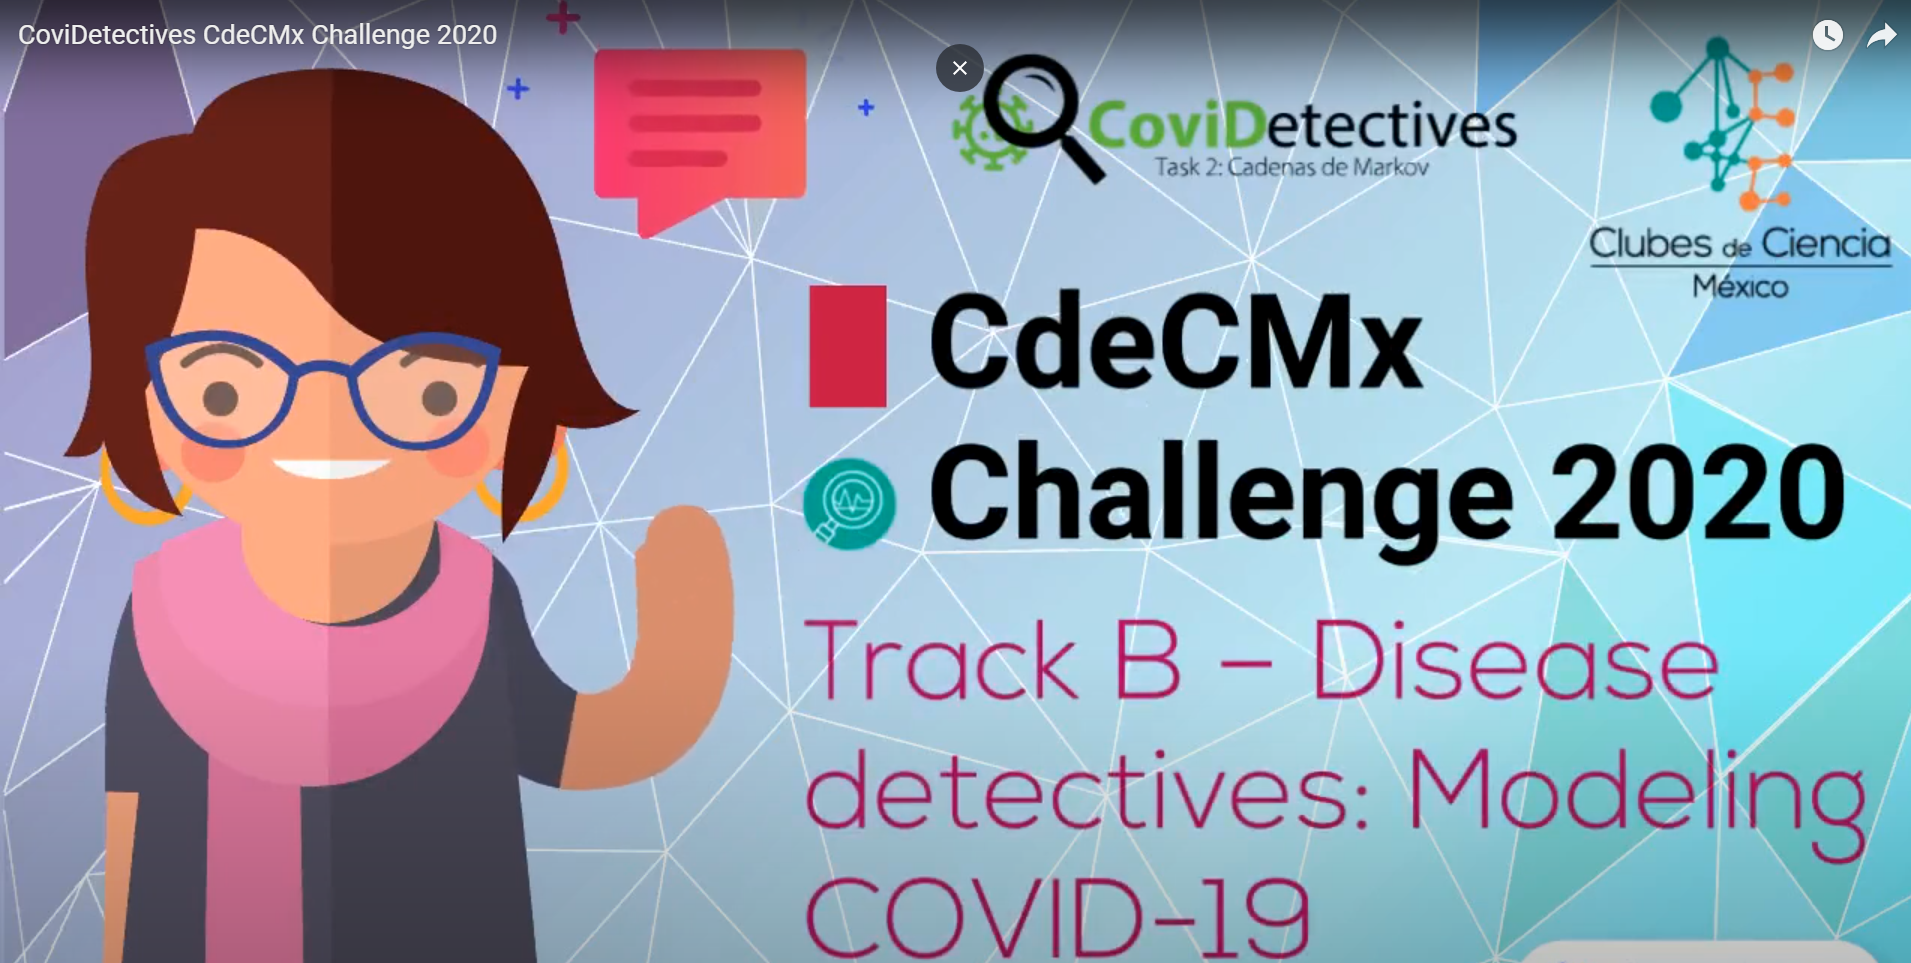 CoviDetectives CdeCMx Challenge 2020
CoviDetectives
Task 2: Cadenas de Markov
Clubes de Ciencia
México
CdeCMx
Challenge 2020
Track B – Disease
detectives: Modeling
COVID-19